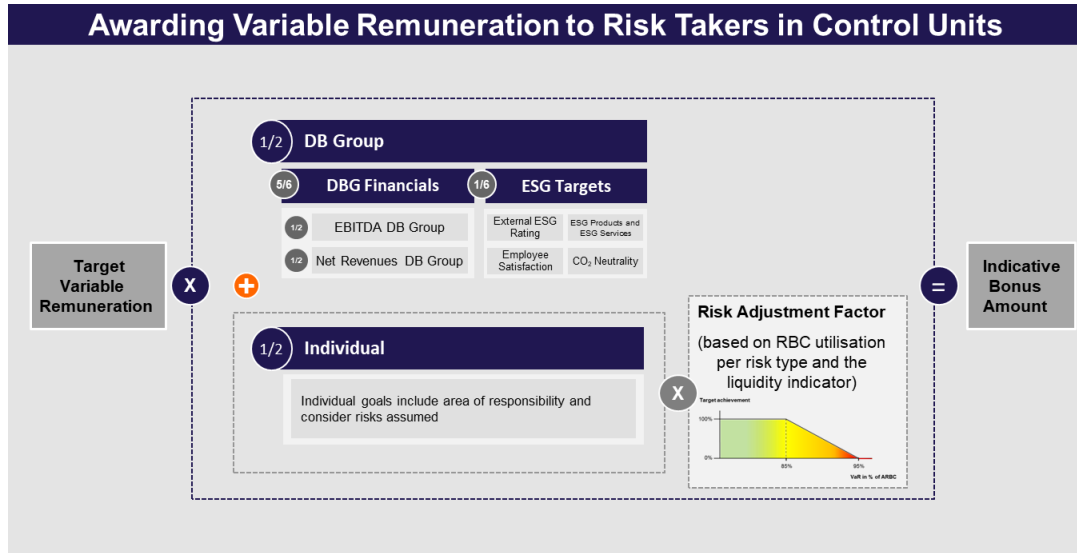 Awarding Variable Remuneration to Risk Takers in Control Units
1/2 DB Group
5/6 DBG Financials
1/6 ESG Targets
1/2 EBITDA DB Group
1/2 Net Revenues DB Group
External ESG
Rating
ESG Products and
ESG Services
Employee
Satisfaction
CO₂ Neutrality
Target
Variable
Remuneration
X
+
=
Indicative
Bonus
Amount
1/2 Individual
Individual goals include area of responsibility and
consider risks assumed
X
Risk Adjustment Factor
(based on RBC utilisation
per risk type and the
liquidity indicator)
Target achievement
100%
0%
85%
95%
VaR in % of ARBC